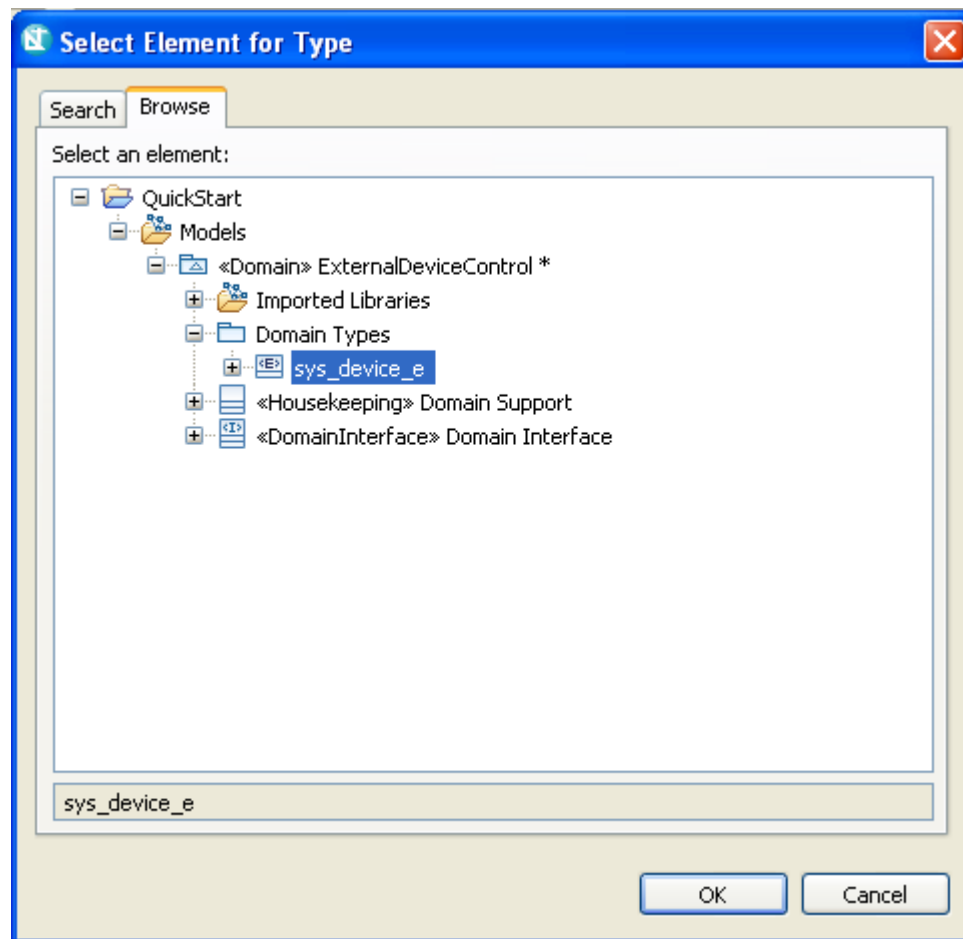 Select Element for Type
Search Browse
Select an element:
QuickStart
Models
«Domain» ExternalDeviceControl *
Imported Libraries
Domain Types
<E> sys_device_e
«Housekeeping» Domain Support
<I> «DomainInterface» Domain Interface
sys_device_e
OK Cancel